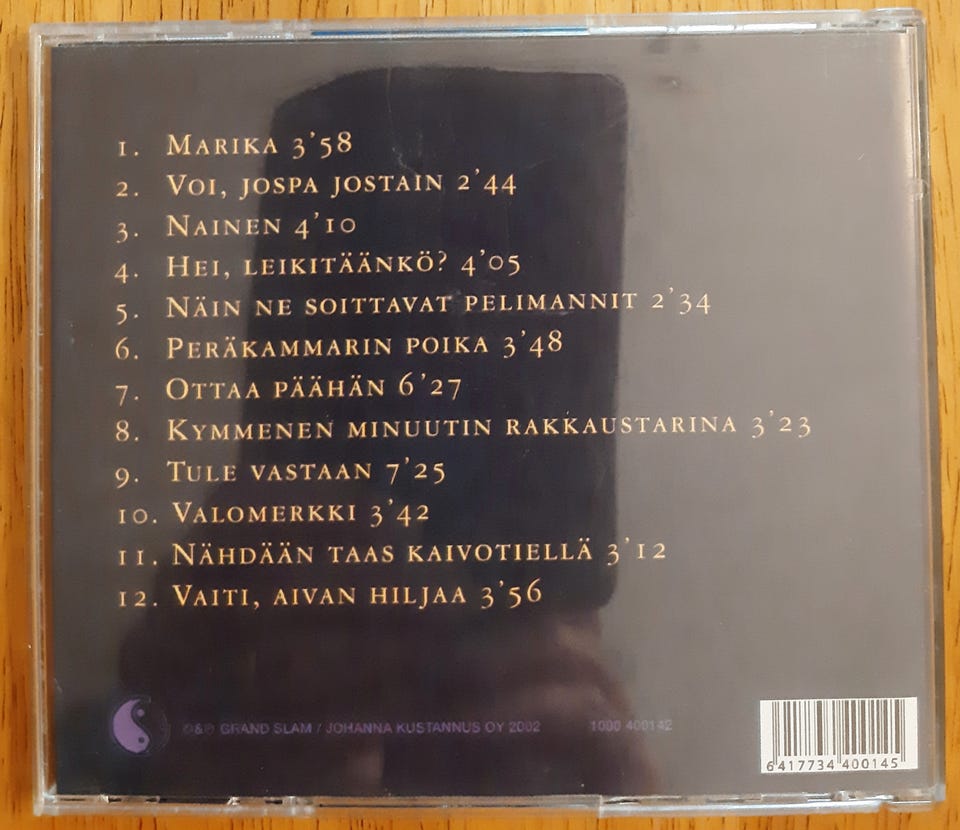 1. Marika 3'58
2. Voi, jospa jostain 2'44
3. Nainen 4'10
4. Hei, leikitäänkö? 4'05
5. Näin ne soittavat pelimannit 2'34
6. Peräkammarin poika 3'48
7. Ottaa päähän 6'27
8. Kymmenen minuutin rakkaustarina 3'23
9. Tule vastaan 7'25
10. Valomerkki 3'42
11. Nähdään taas kaivotiellä 3'12
12. Vaiti, aivan hiljaa 3'56
©&℗ GRAND SLAM / JOHANNA KUSTANNUS OY 2002 1000 400142
6417734 400145